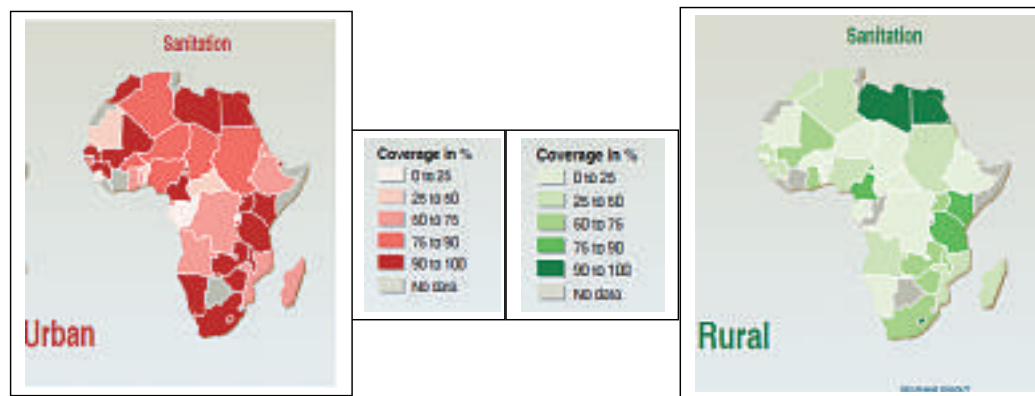 Sanitation
Urban
Coverage in %
0 to 25
25 to 50
50 to 75
75 to 90
90 to 100
No data
Coverage in %
0 to 25
25 to 50
50 to 75
75 to 90
90 to 100
No data
Sanitation
Rural